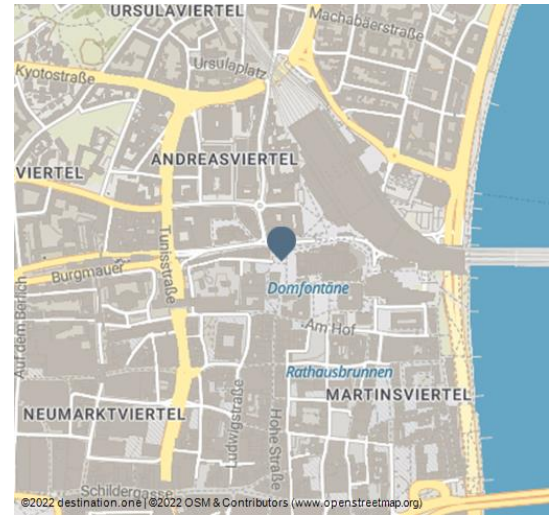 URSULAVIERTEL
Machabäerstraße
Ursulaplatz
Kyotostraße
ANDREASVIERTEL
VIERTEL
Tunisstraße
Burgmauer
Domfontäne
Auf dem Berlich
Am Hof
Rathausbrunnen
MARTINSVIERTEL
NEUMARKTVIERTEL
Ludwigstraße
Hohe Straße
Schildergasse
©2022 destination.one | ©2022 OSM & Contributors (www.openstreetmap.org)